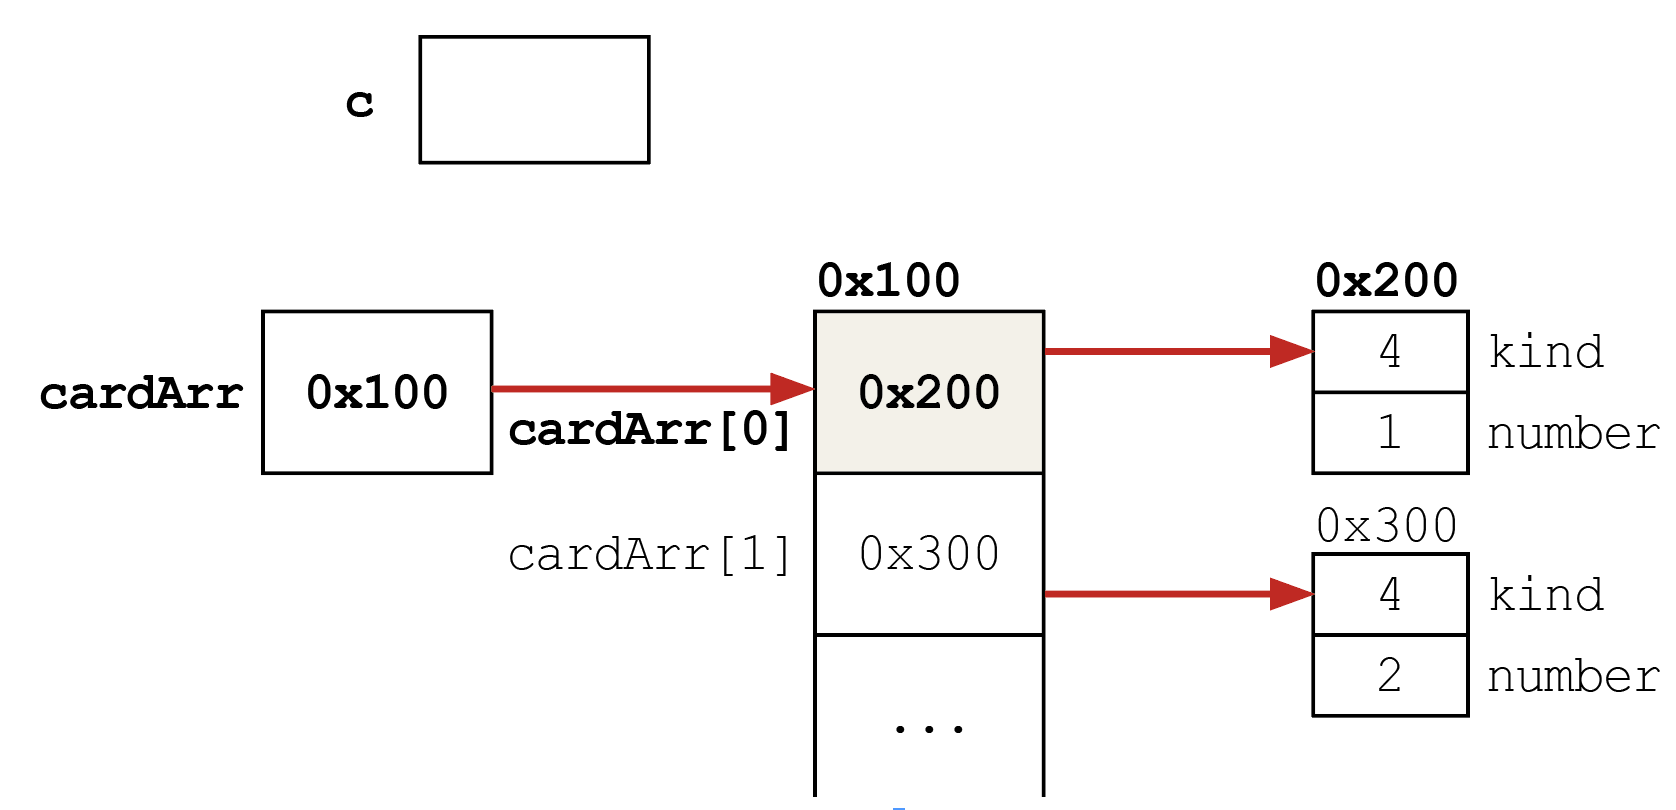 c
0x100 0x200
cardArr 0x100 cardArr[0] 0x200 4 kind
1 number
0x300
cardArr[1] 0x300 4 kind
2 number
...